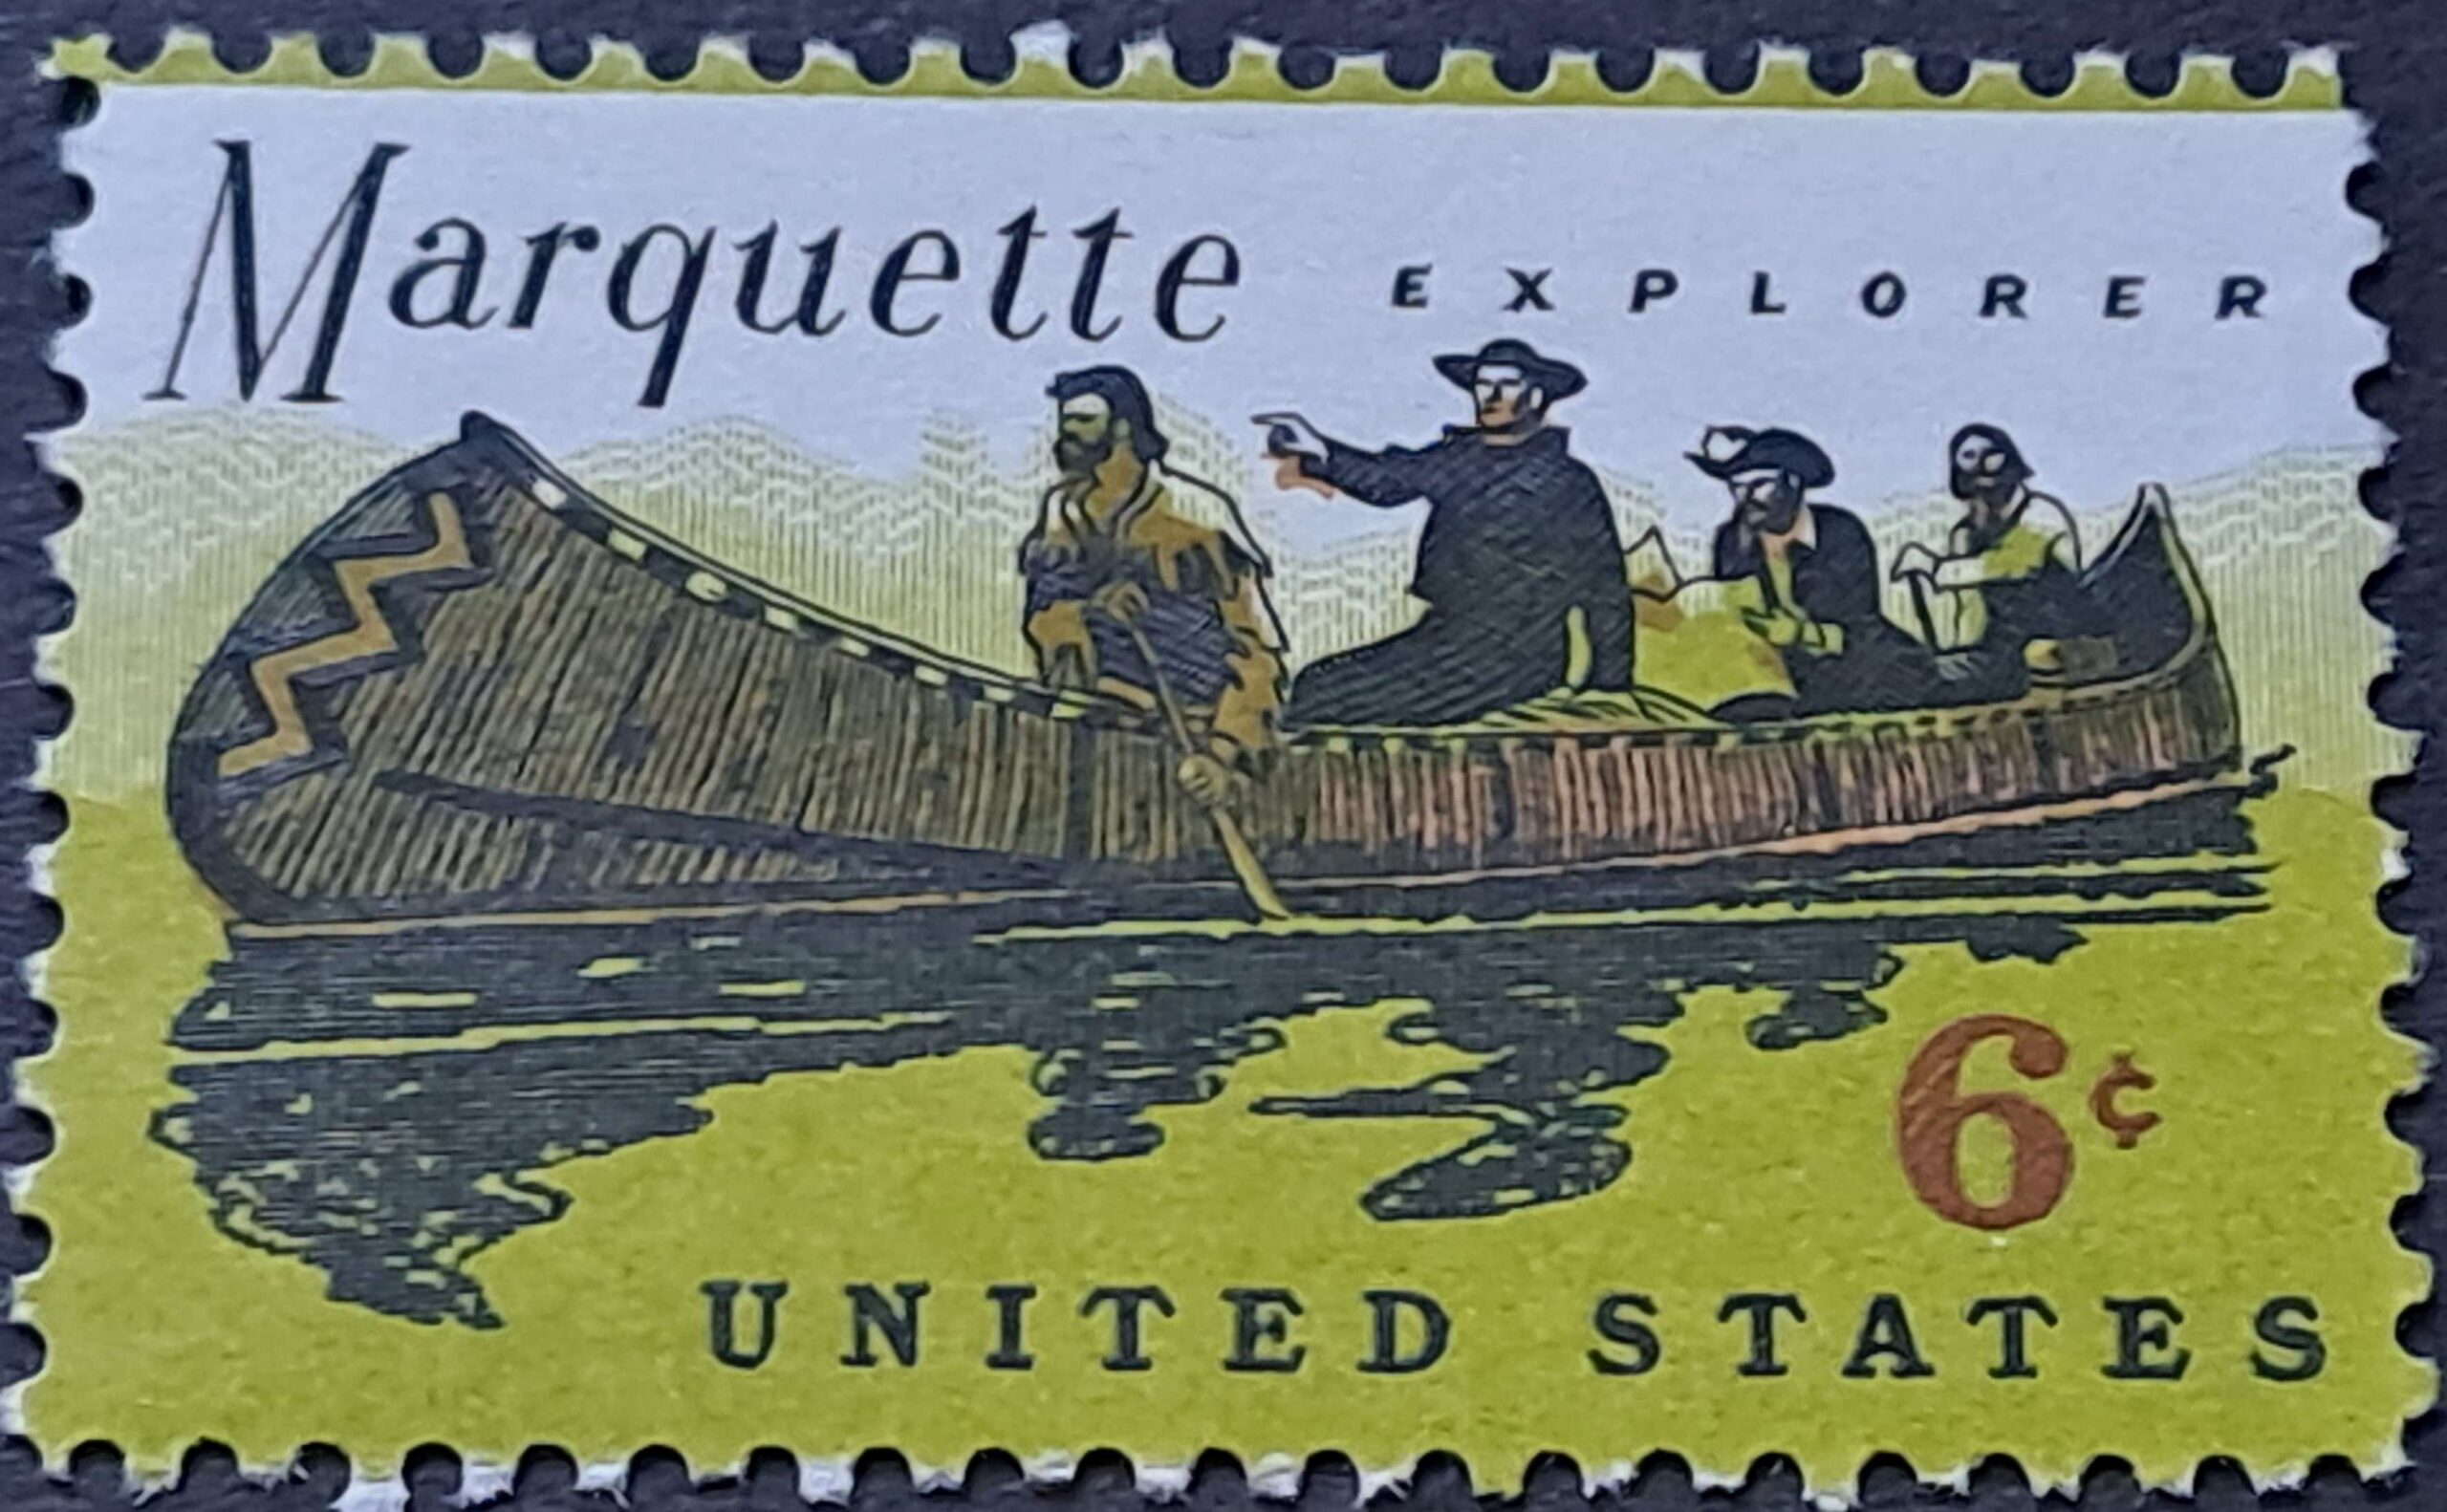 Marquette EXPLORER
6¢
UNITED STATES